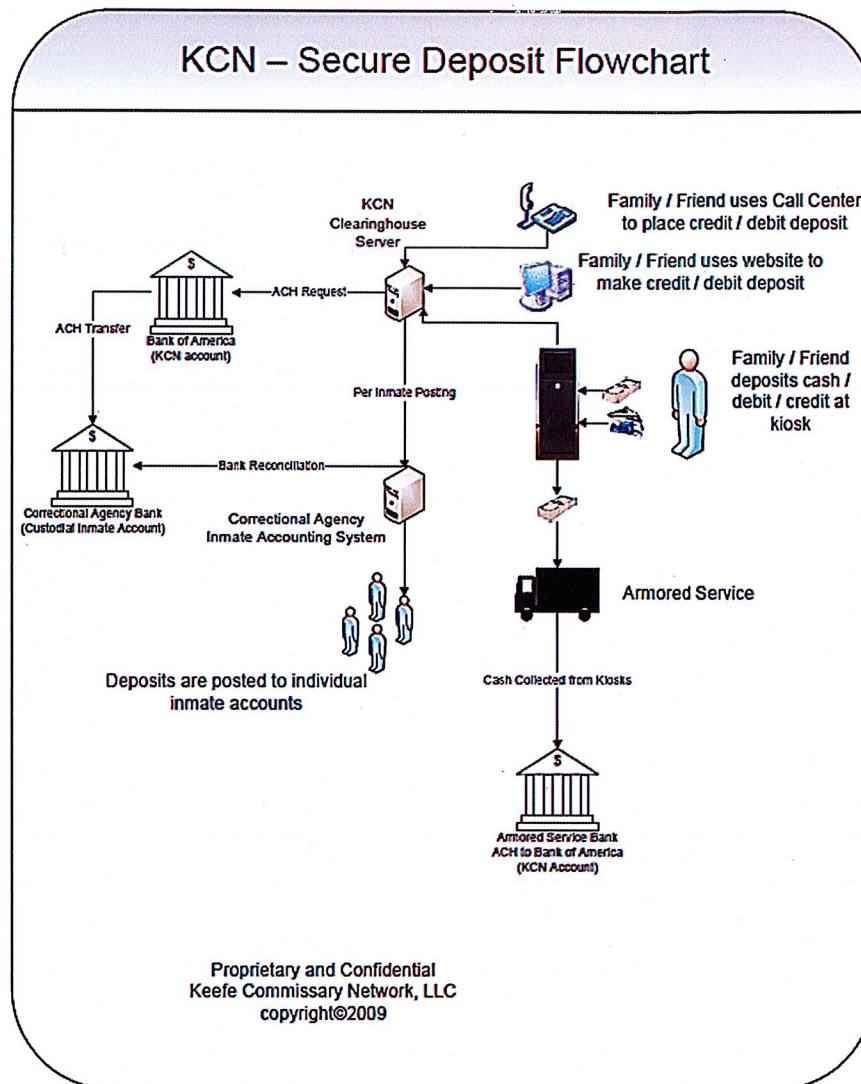 KCN – Secure Deposit Flowchart
KCN
Clearinghouse
Server
Family / Friend uses Call Center
to place credit / debit deposit
Family / Friend uses website to
make credit / debit deposit
ACH Request
$
Bank of America
(KCN account)
ACH Transfer
Family / Friend
deposits cash /
debit / credit at
kiosk
Per Inmate Posting
$
Bank Reconciliation
Correctional Agency Bank
(Custodial Inmate Account)
Correctional Agency
Inmate Accounting System
Armored Service
Deposits are posted to individual
inmate accounts
Cash Collected from Kiosks
$
Armored Service Bank
ACH to Bank of America
(KCN Account)
Proprietary and Confidential
Keefe Commissary Network, LLC
copyright©2009